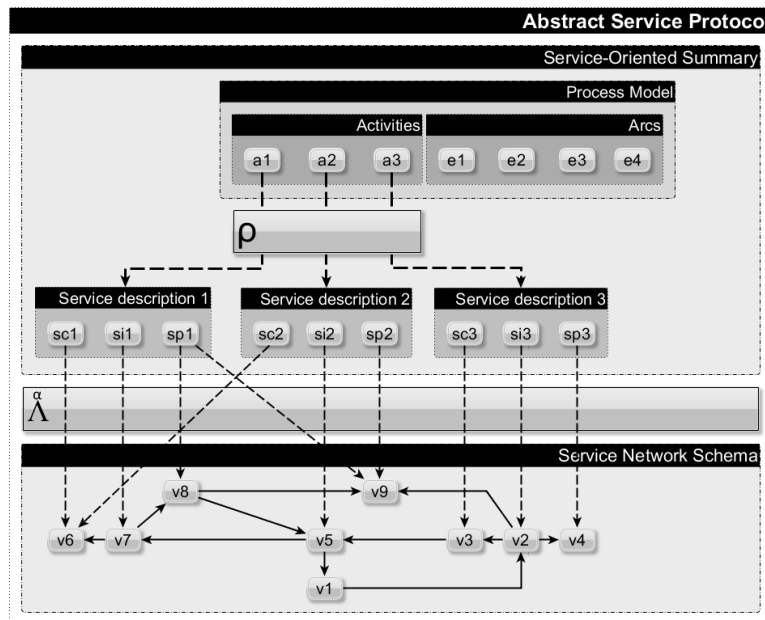 Abstract Service Protoco
Service-Oriented Summary
Process Model
Activities
Arcs
a1 a2 a3 e1 e2 e3 e4
ρ
Service description 1 Service description 2 Service description 3
sc1 si1 sp1 sc2 si2 sp2 sc3 si3 sp3
α
Λ
Service Network Schema
v8 v9
v6 v7 v5 v3 v2 v4
v1